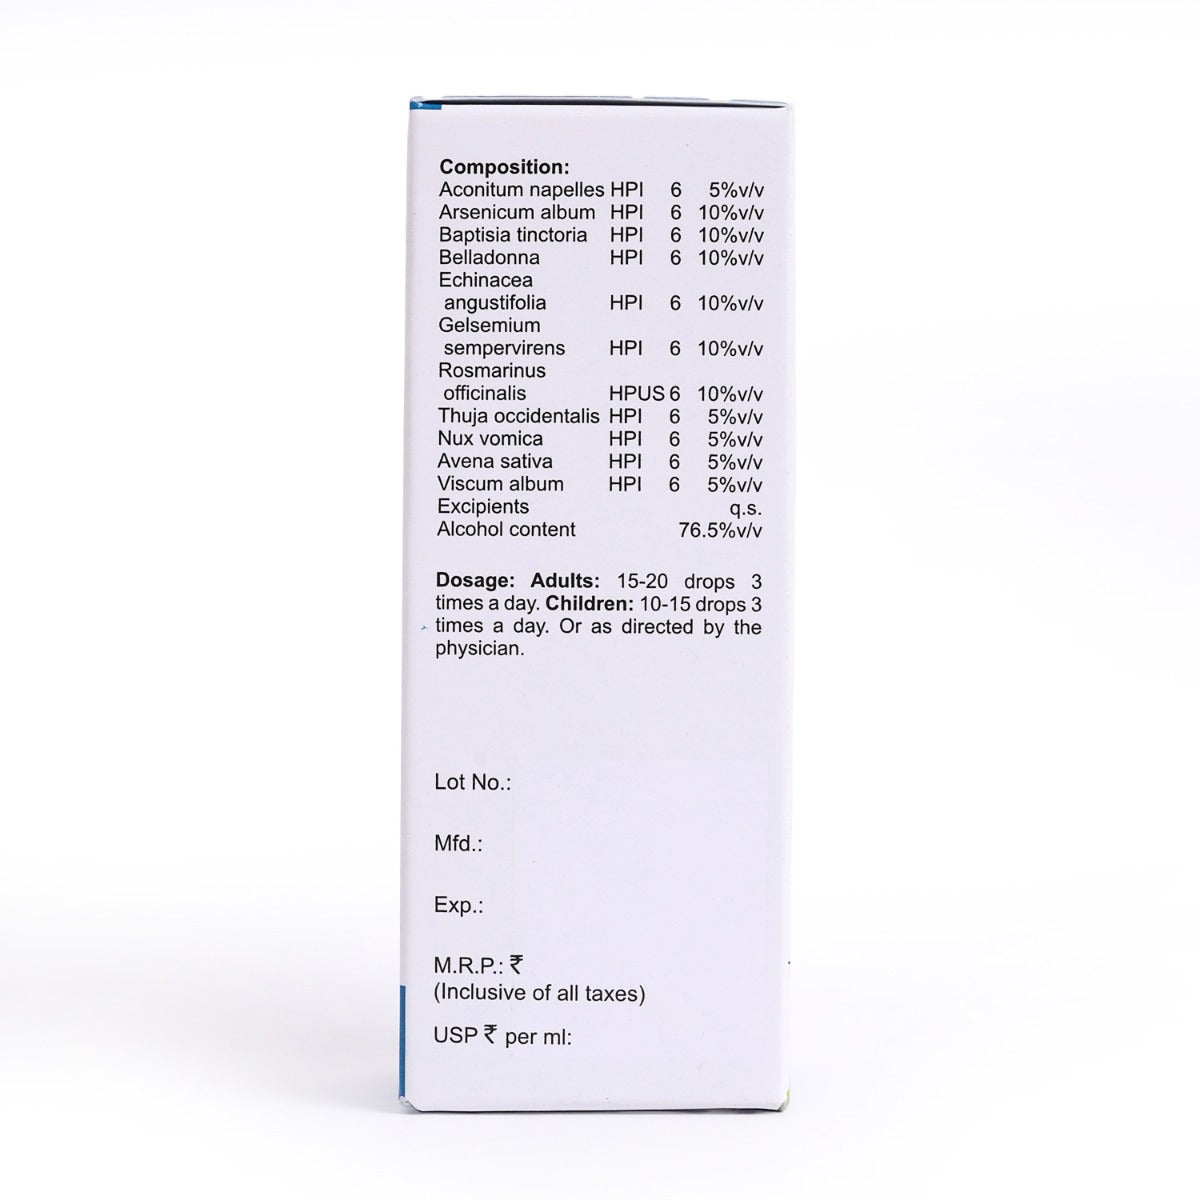 Composition:
Aconitum napelles HPI 6 5%v/v
Arsenicum album HPI 6 10%v/v
Baptisia tinctoria HPI 6 10%v/v
Belladonna HPI 6 10%v/v
Echinacea
angustifolia HPI 6 10%v/v
Gelsemium
sempervirens HPI 6 10%v/v
Rosmarinus
officinalis HPUS 6 10%v/v
Thuja occidentalis HPI 6 5%v/v
Nux vomica HPI 6 5%v/v
Avena sativa HPI 6 5%v/v
Viscum album HPI 6 5%v/v
Excipients q.s.
Alcohol content 76.5%v/v
Dosage: Adults: 15-20 drops 3
times a day. Children: 10-15 drops 3
times a day. Or as directed by the
physician.
Lot No.:
Mfd.:
Exp.:
M.R.P.: ₹
(Inclusive of all taxes)
USP ₹ per ml: